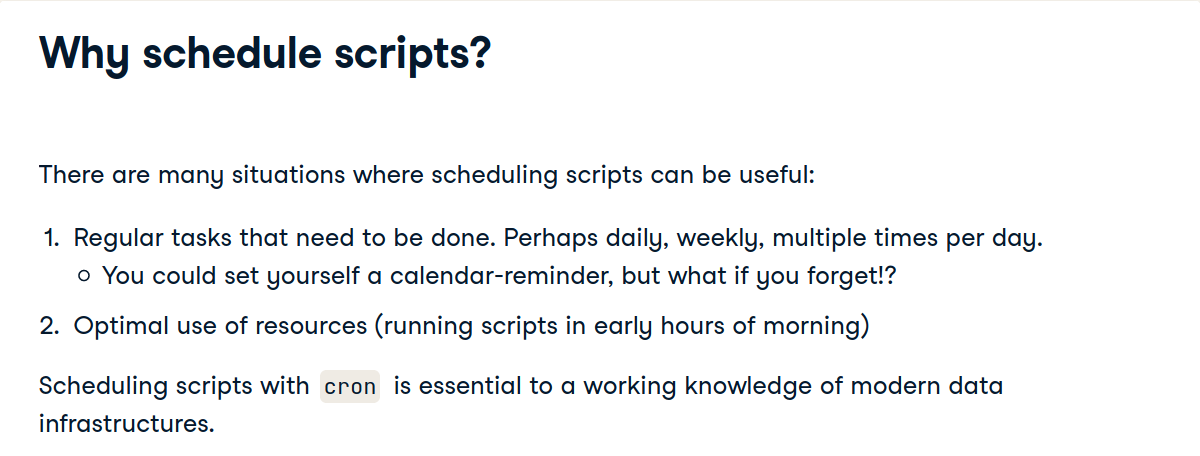 Why schedule scripts?
There are many situations where scheduling scripts can be useful:
1. Regular tasks that need to be done. Perhaps daily, weekly, multiple times per day.
○ You could set yourself a calendar-reminder, but what if you forget!?
2. Optimal use of resources (running scripts in early hours of morning)
Scheduling scripts with cron is essential to a working knowledge of modern data
infrastructures.